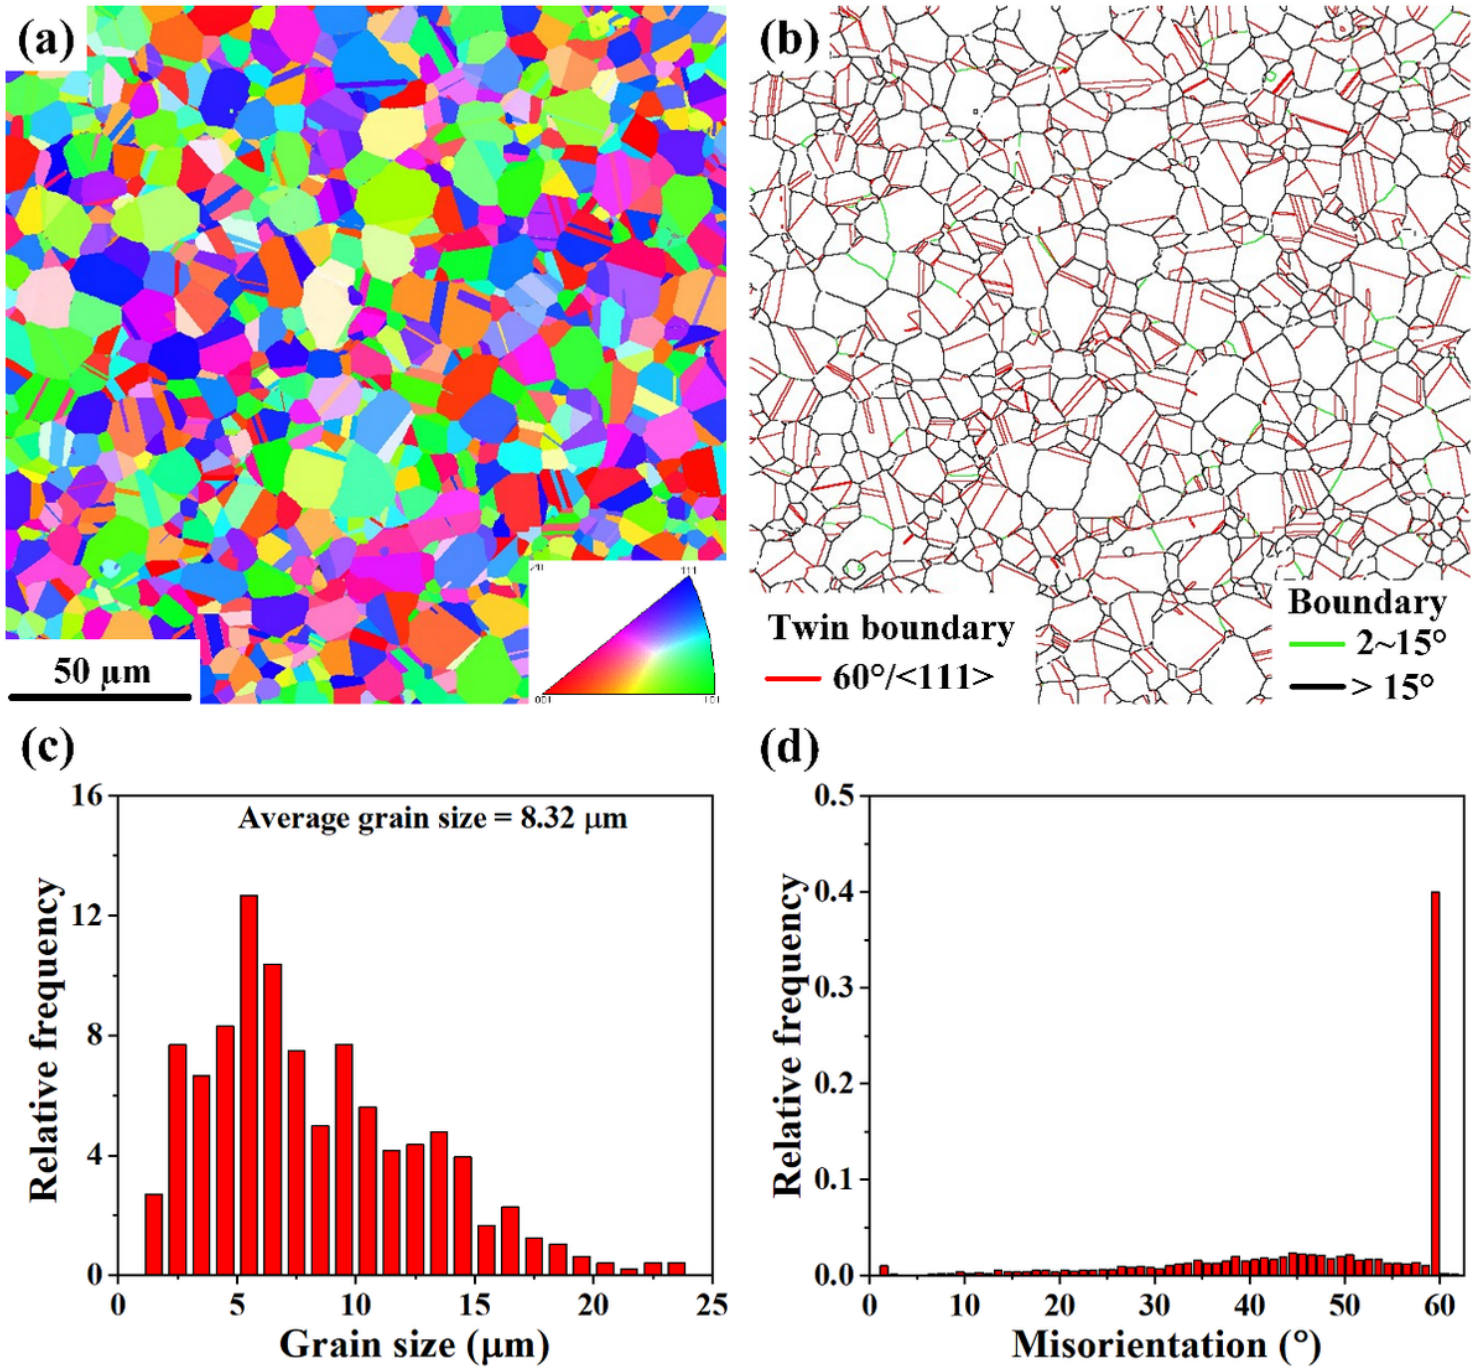 (a)
50 μm
111
001
101
(b)
Twin boundary
60°/<111>
Boundary
2~15°
> 15°
(c)
16
12
8
4
0
Relative frequency
Average grain size = 8.32 μm
0 5 10 15 20 25
Grain size (μm)
(d)
0.5
0.4
0.3
0.2
0.1
0.0
Relative frequency
0 10 20 30 40 50 60
Misorientation (°)